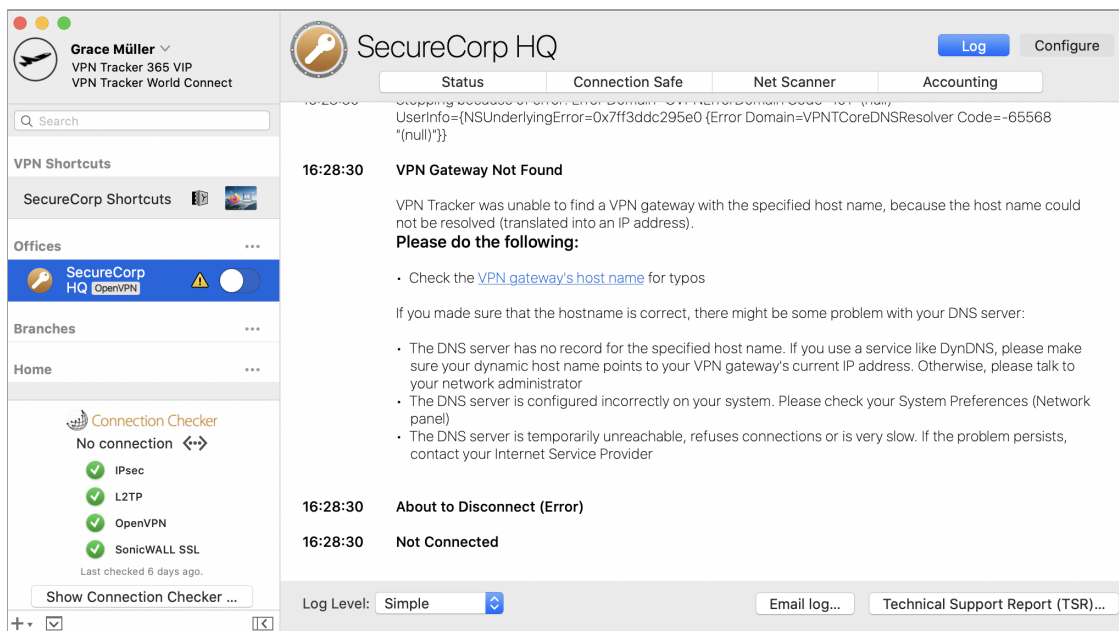 Grace Müller
VPN Tracker 365 VIP
VPN Tracker World Connect
Search
VPN Shortcuts
SecureCorp Shortcuts
Offices
SecureCorp
HQ OpenVPN
Branches
Home
Connection Checker
No connection
IPsec
L2TP
OpenVPN
SonicWALL SSL
Last checked 6 days ago.
Show Connection Checker ...
SecureCorp HQ
Log
Configure
Status
Connection Safe
Net Scanner
Accounting
UserInfo={NSUnderlyingError=0x7ff3ddc295e0 {Error Domain=VPNTCoreDNSResolver Code=-65568
"(null)"}}
16:28:30 VPN Gateway Not Found
VPN Tracker was unable to find a VPN gateway with the specified host name, because the host name could
not be resolved (translated into an IP address).
Please do the following:
• Check the VPN gateway's host name for typos
If you made sure that the hostname is correct, there might be some problem with your DNS server:
• The DNS server has no record for the specified host name. If you use a service like DynDNS, please make
sure your dynamic host name points to your VPN gateway's current IP address. Otherwise, please talk to
your network administrator
• The DNS server is configured incorrectly on your system. Please check your System Preferences (Network
panel)
• The DNS server is temporarily unreachable, refuses connections or is very slow. If the problem persists,
contact your Internet Service Provider
16:28:30 About to Disconnect (Error)
16:28:30 Not Connected
Log Level: Simple
Email log...
Technical Support Report (TSR)...